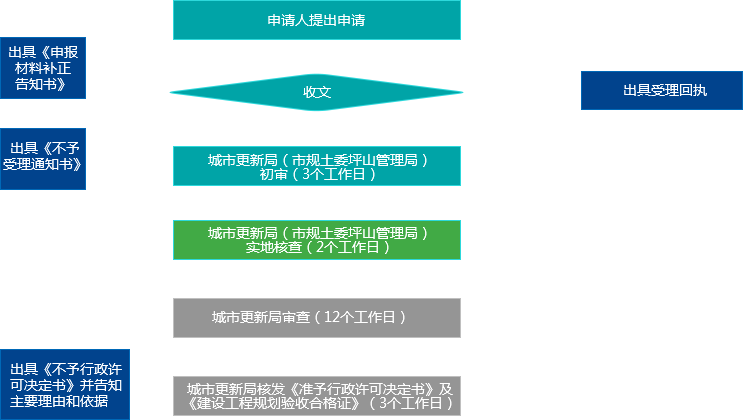 申请人提出申请
出具《申报
材料补正
告知书》
收文
出具受理回执
出具《不予
受理通知书》
城市更新局（市规土委坪山管理局）
初审（3个工作日）
城市更新局（市规土委坪山管理局）
实地核查（2个工作日）
城市更新局审查（12个工作日）
出具《不予行政许
可决定书》并告知
主要理由和依据
城市更新局核发《准予行政许可决定书》及
《建设工程规划验收合格证》（3个工作日）